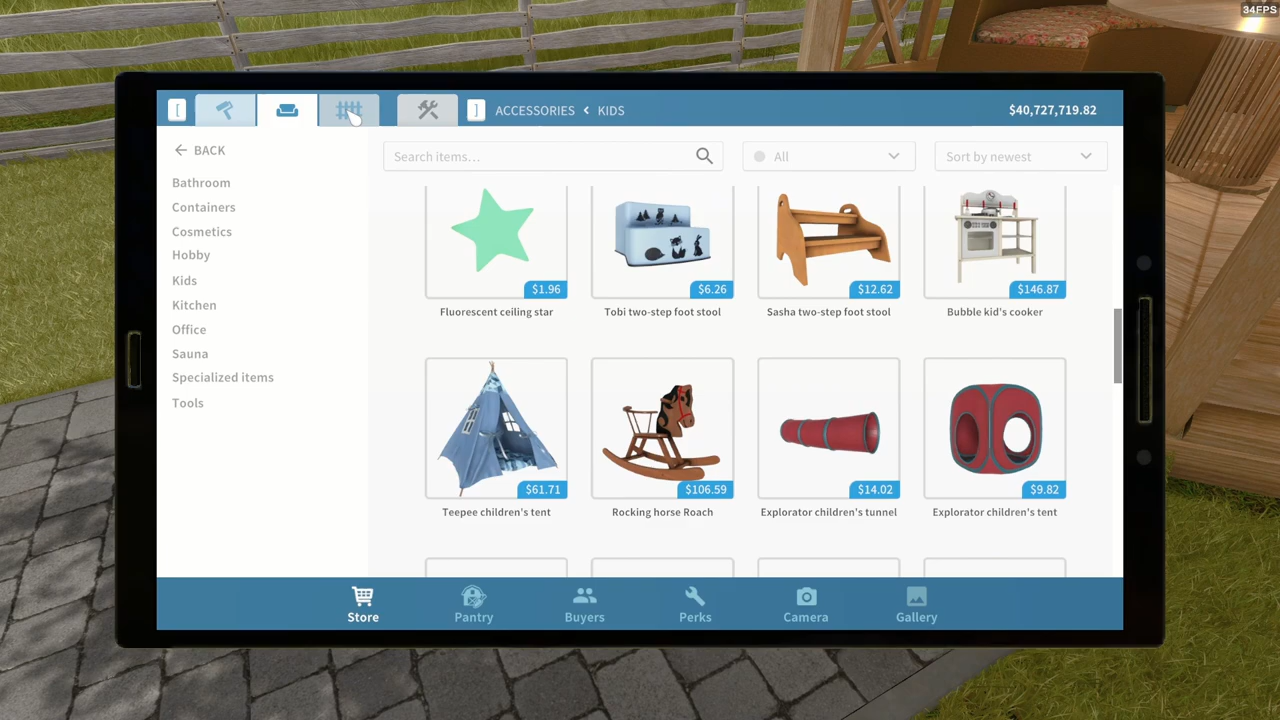 34FPS
[
]
ACCESSORIES < KIDS
$40,727,719.82
BACK
Search items...
All
Sort by newest
Bathroom
Containers
Cosmetics
Hobby
Kids
Kitchen
Office
Sauna
Specialized items
Tools
$1.96
$6.26
$12.62
$146.87
Fluorescent ceiling star
Tobi two-step foot stool
Sasha two-step foot stool
Bubble kid's cooker
$61.71
$106.59
$14.02
$9.82
Teepee children's tent
Rocking horse Roach
Explorator children's tunnel
Explorator children's tent
Store
Pantry
Buyers
Perks
Camera
Gallery